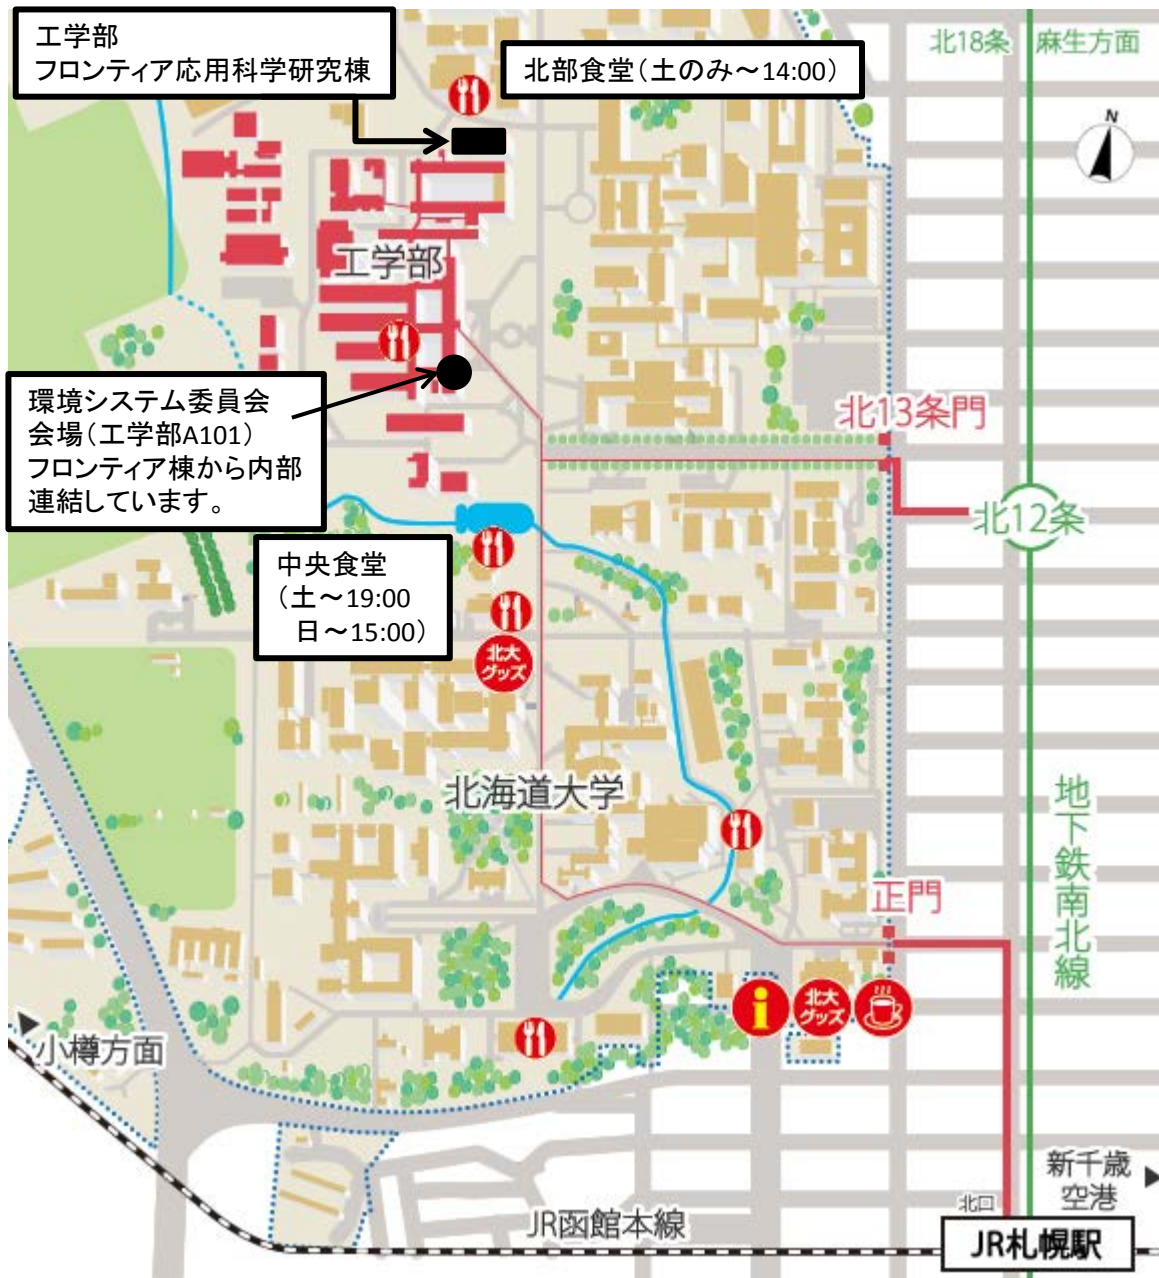 工学部
フロンティア応用科学研究棟
北部食堂（土のみ～14:00）
北18条
麻生方面
N
工学部
環境システム委員会
会場（工学部A101）
フロンティア棟から内部
連結しています。
北13条門
北12条
中央食堂
（土～19:00
日～15:00）
北大
グッズ
北海道大学
地下鉄南北線
正門
i
北大
グッズ
小樽方面
新千歳
空港
北口
JR函館本線
JR札幌駅